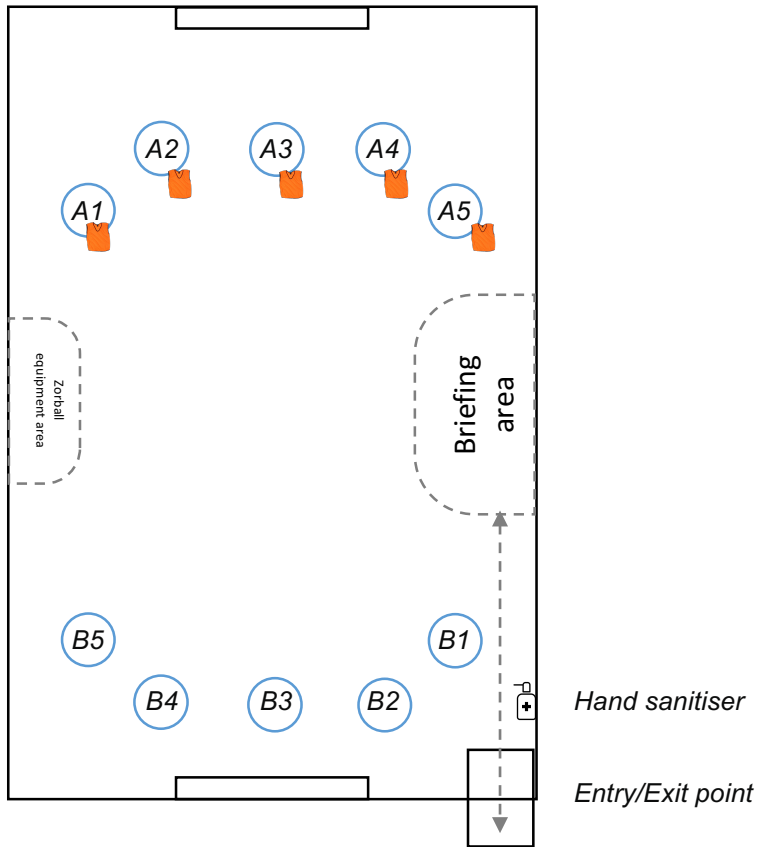 A2 A3 A4
A1 A5
Zorball
equipment area
Briefing
area
B5 B1
B4 B3 B2
Hand sanitiser
Entry/Exit point